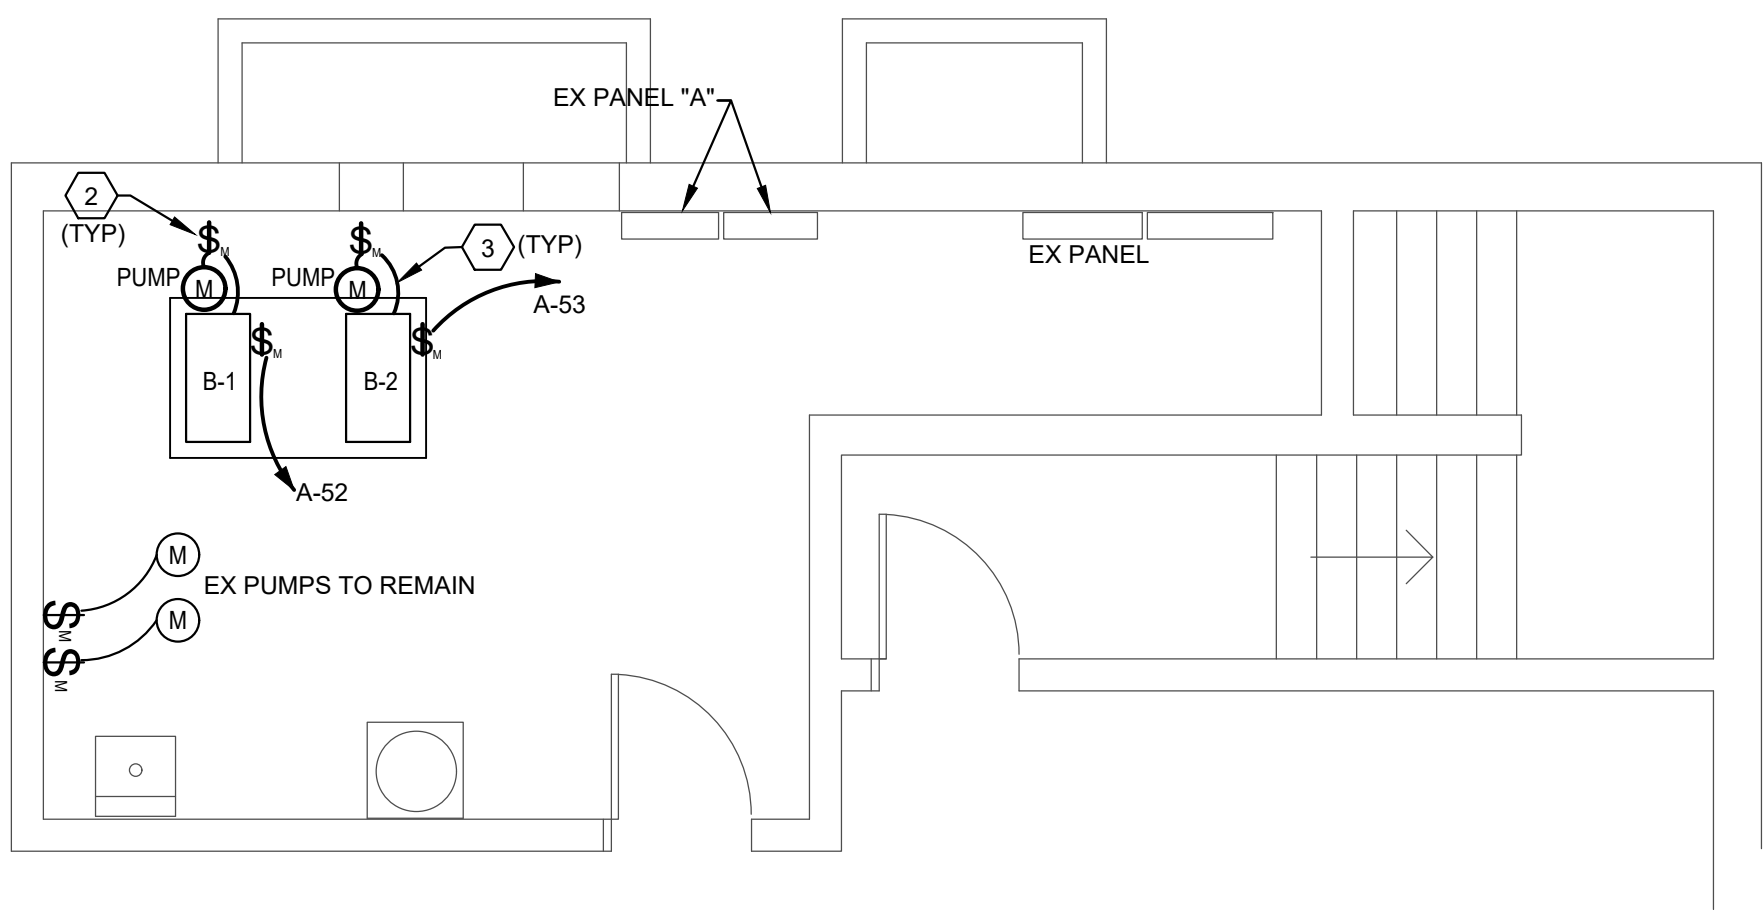 EX PANEL "A"
2
(TYP)
$M
$M
3
(TYP)
PUMP
M
PUMP
M
EX PANEL
A-53
$M
$M
B-1
B-2
A-52
M
EX PUMPS TO REMAIN
M
$M
$M